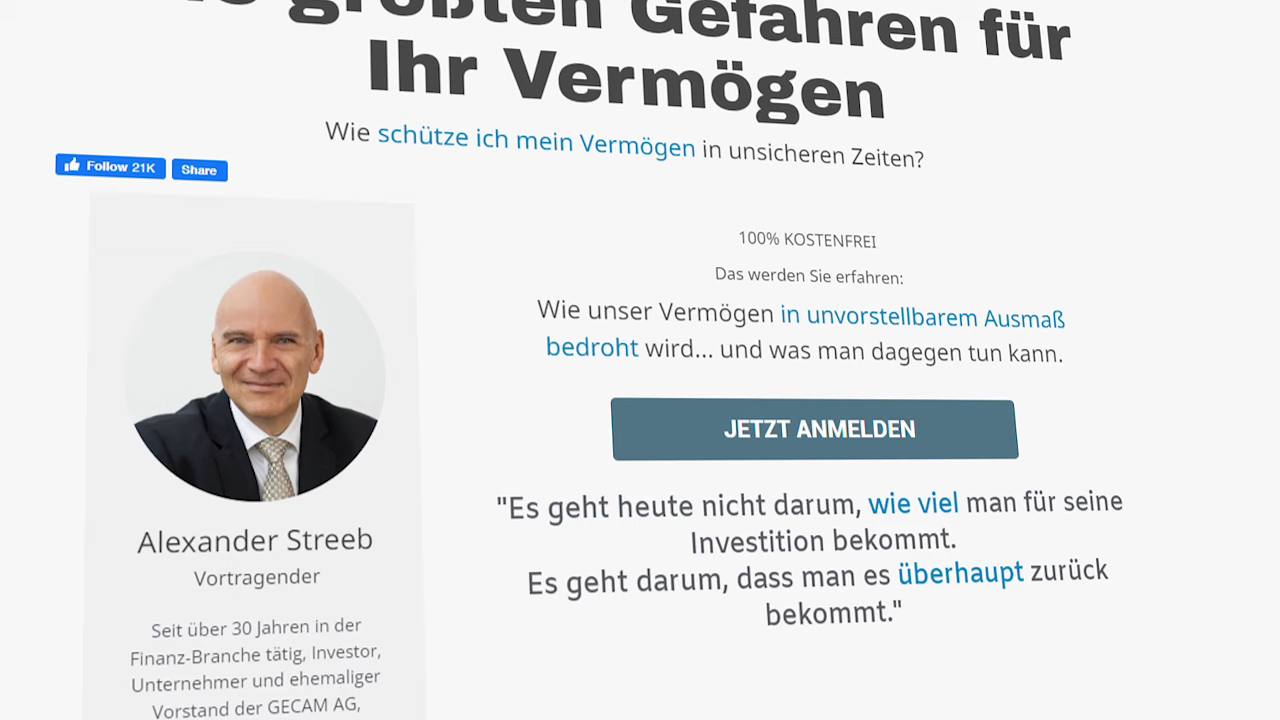 größten Gefahren für
Ihr Vermögen
Wie schütze ich mein Vermögen in unsicheren Zeiten?
Follow 21K
Share
100% KOSTENFREI
Das werden Sie erfahren:
Wie unser Vermögen in unvorstellbarem Ausmaß
bedroht wird... und was man dagegen tun kann.
JETZT ANMELDEN
"Es geht heute nicht darum, wie viel man für seine
Investition bekommt.
Es geht darum, dass man es überhaupt zurück
bekommt."
Alexander Streeb
Vortragender
Seit über 30 Jahren in der
Finanz-Branche tätig, Investor,
Unternehmer und ehemaliger
Vorstand der GECAM AG,